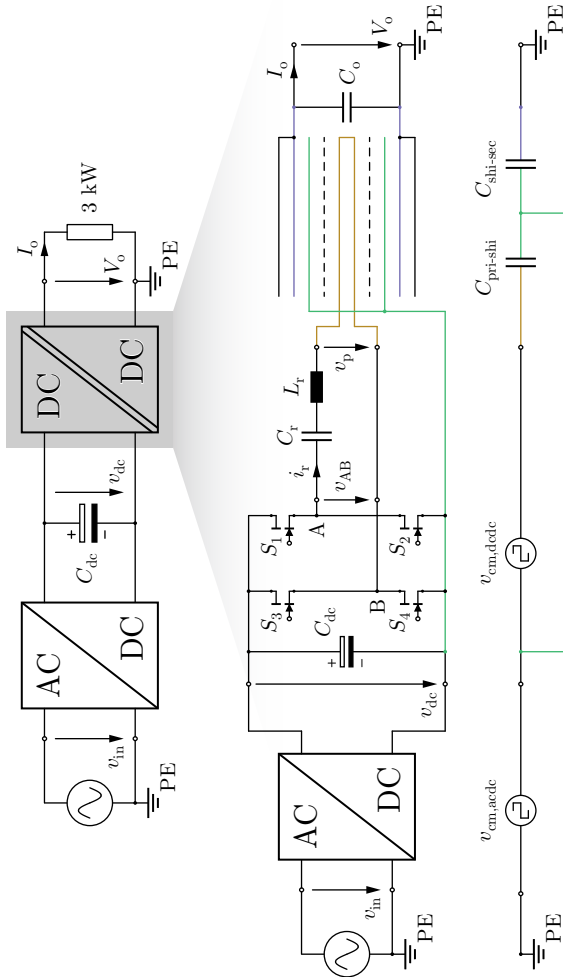 v_in
PE
AC
DC
C_dc
+
−
v_dc
DC
DC
I_o
V_o
3 kW
PE
v_in
PE
AC
DC
v_dc
C_dc
+
−
S_3
S_1
A
B
S_4
S_2
i_r
C_r
L_r
v_AB
v_p
I_o
C_o
V_o
PE
v_cm,acdc
v_cm,dcdc
C_pri-shi
C_shi-sec
PE
PE